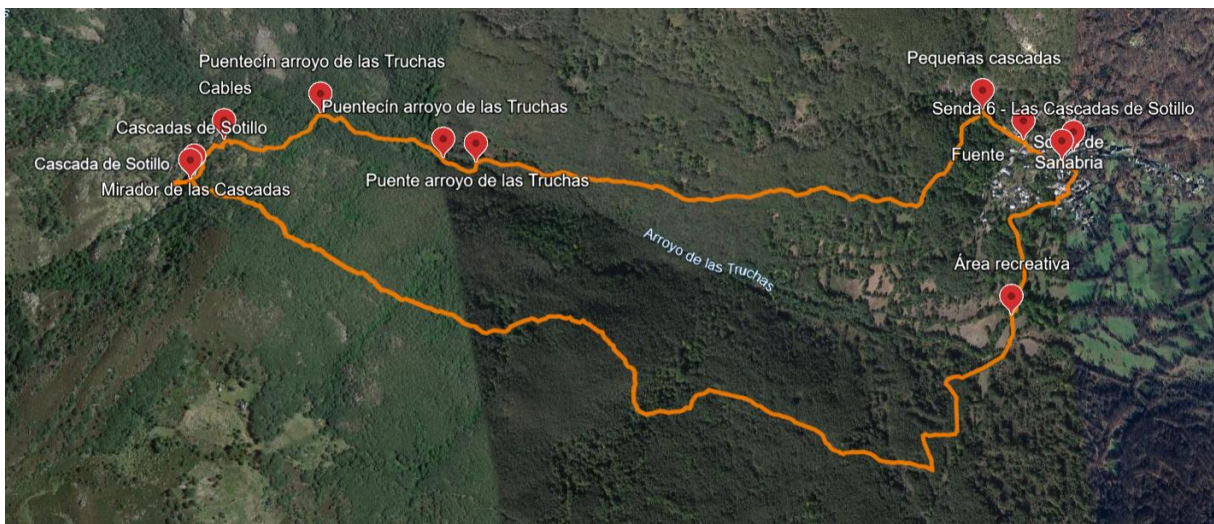 Puentecín arroyo de las Truchas
Cables
Puentecín arroyo de las Truchas
Cascadas de Sotillo
Cascada de Sotillo
Mirador de las Cascadas
Puente arroyo de las Truchas
Arroyo de las Truchas
Pequeñas cascadas
Senda 6 - Las Cascadas de Sotillo
Fuente
So de
Sanabria
Área recreativa